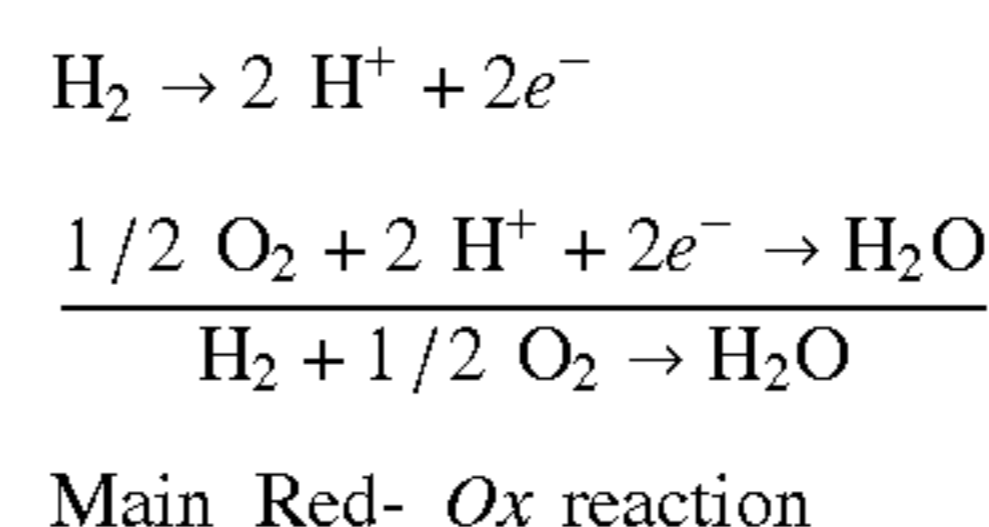 H₂ → 2 H⁺ + 2e⁻
1/2 O₂ + 2 H⁺ + 2e⁻ → H₂O
H₂ + 1/2 O₂ → H₂O
Main Red- Ox reaction